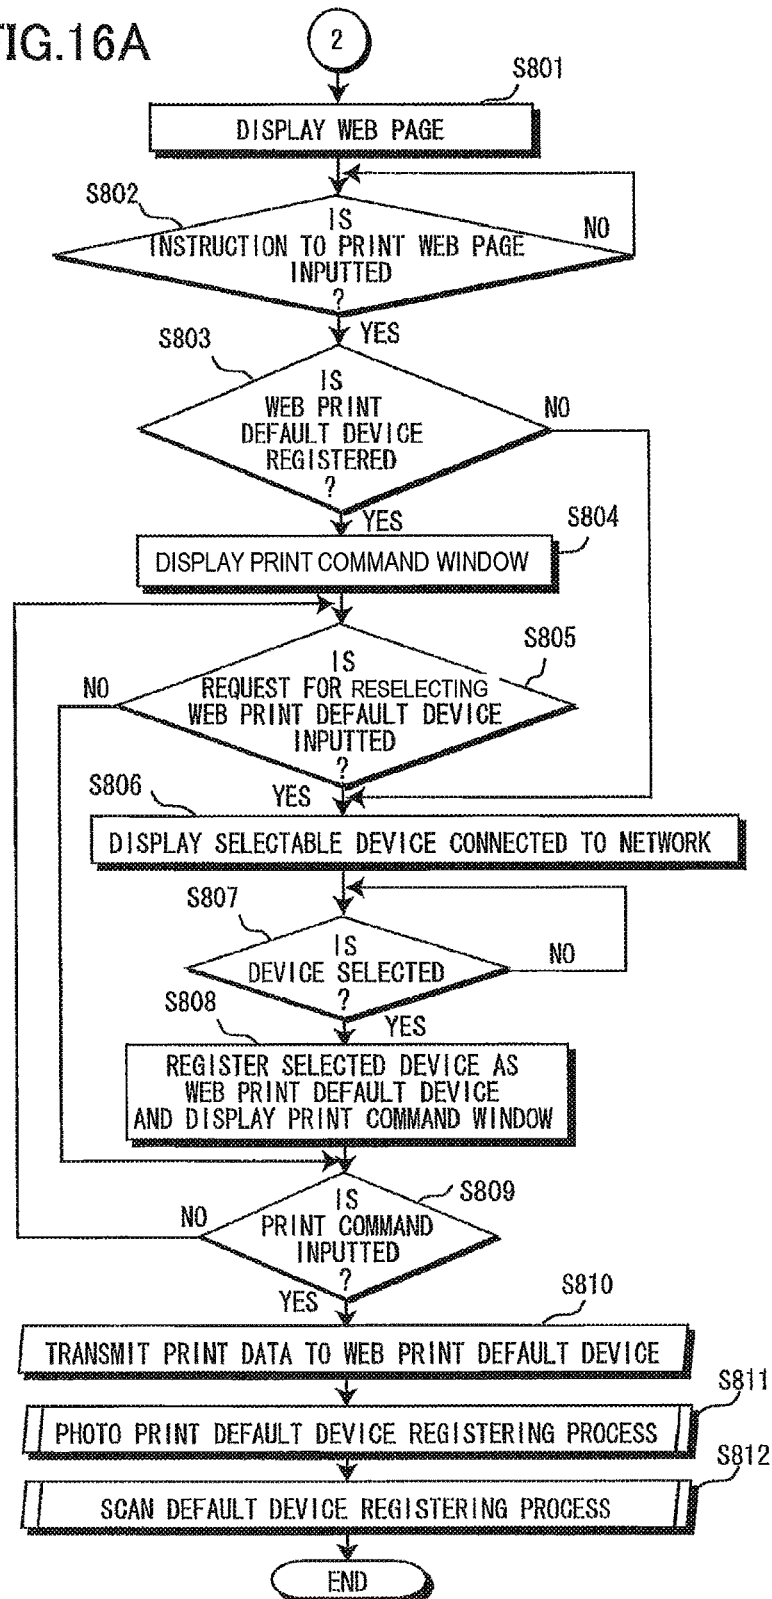 FIG.16A
2
S801
DISPLAY WEB PAGE
S802
IS
INSTRUCTION TO PRINT WEB PAGE
INPUTTED
?
NO
YES
S803
IS
WEB PRINT
DEFAULT DEVICE
REGISTERED
?
NO
YES
S804
DISPLAY PRINT COMMAND WINDOW
S805
IS
REQUEST FOR RESELECTING
WEB PRINT DEFAULT DEVICE
INPUTTED
?
NO
YES
S806
DISPLAY SELECTABLE DEVICE CONNECTED TO NETWORK
S807
IS
DEVICE SELECTED
?
NO
YES
S808
REGISTER SELECTED DEVICE AS
WEB PRINT DEFAULT DEVICE
AND DISPLAY PRINT COMMAND WINDOW
S809
IS
PRINT COMMAND
INPUTTED
?
NO
YES
S810
TRANSMIT PRINT DATA TO WEB PRINT DEFAULT DEVICE
S811
PHOTO PRINT DEFAULT DEVICE REGISTERING PROCESS
S812
SCAN DEFAULT DEVICE REGISTERING PROCESS
END